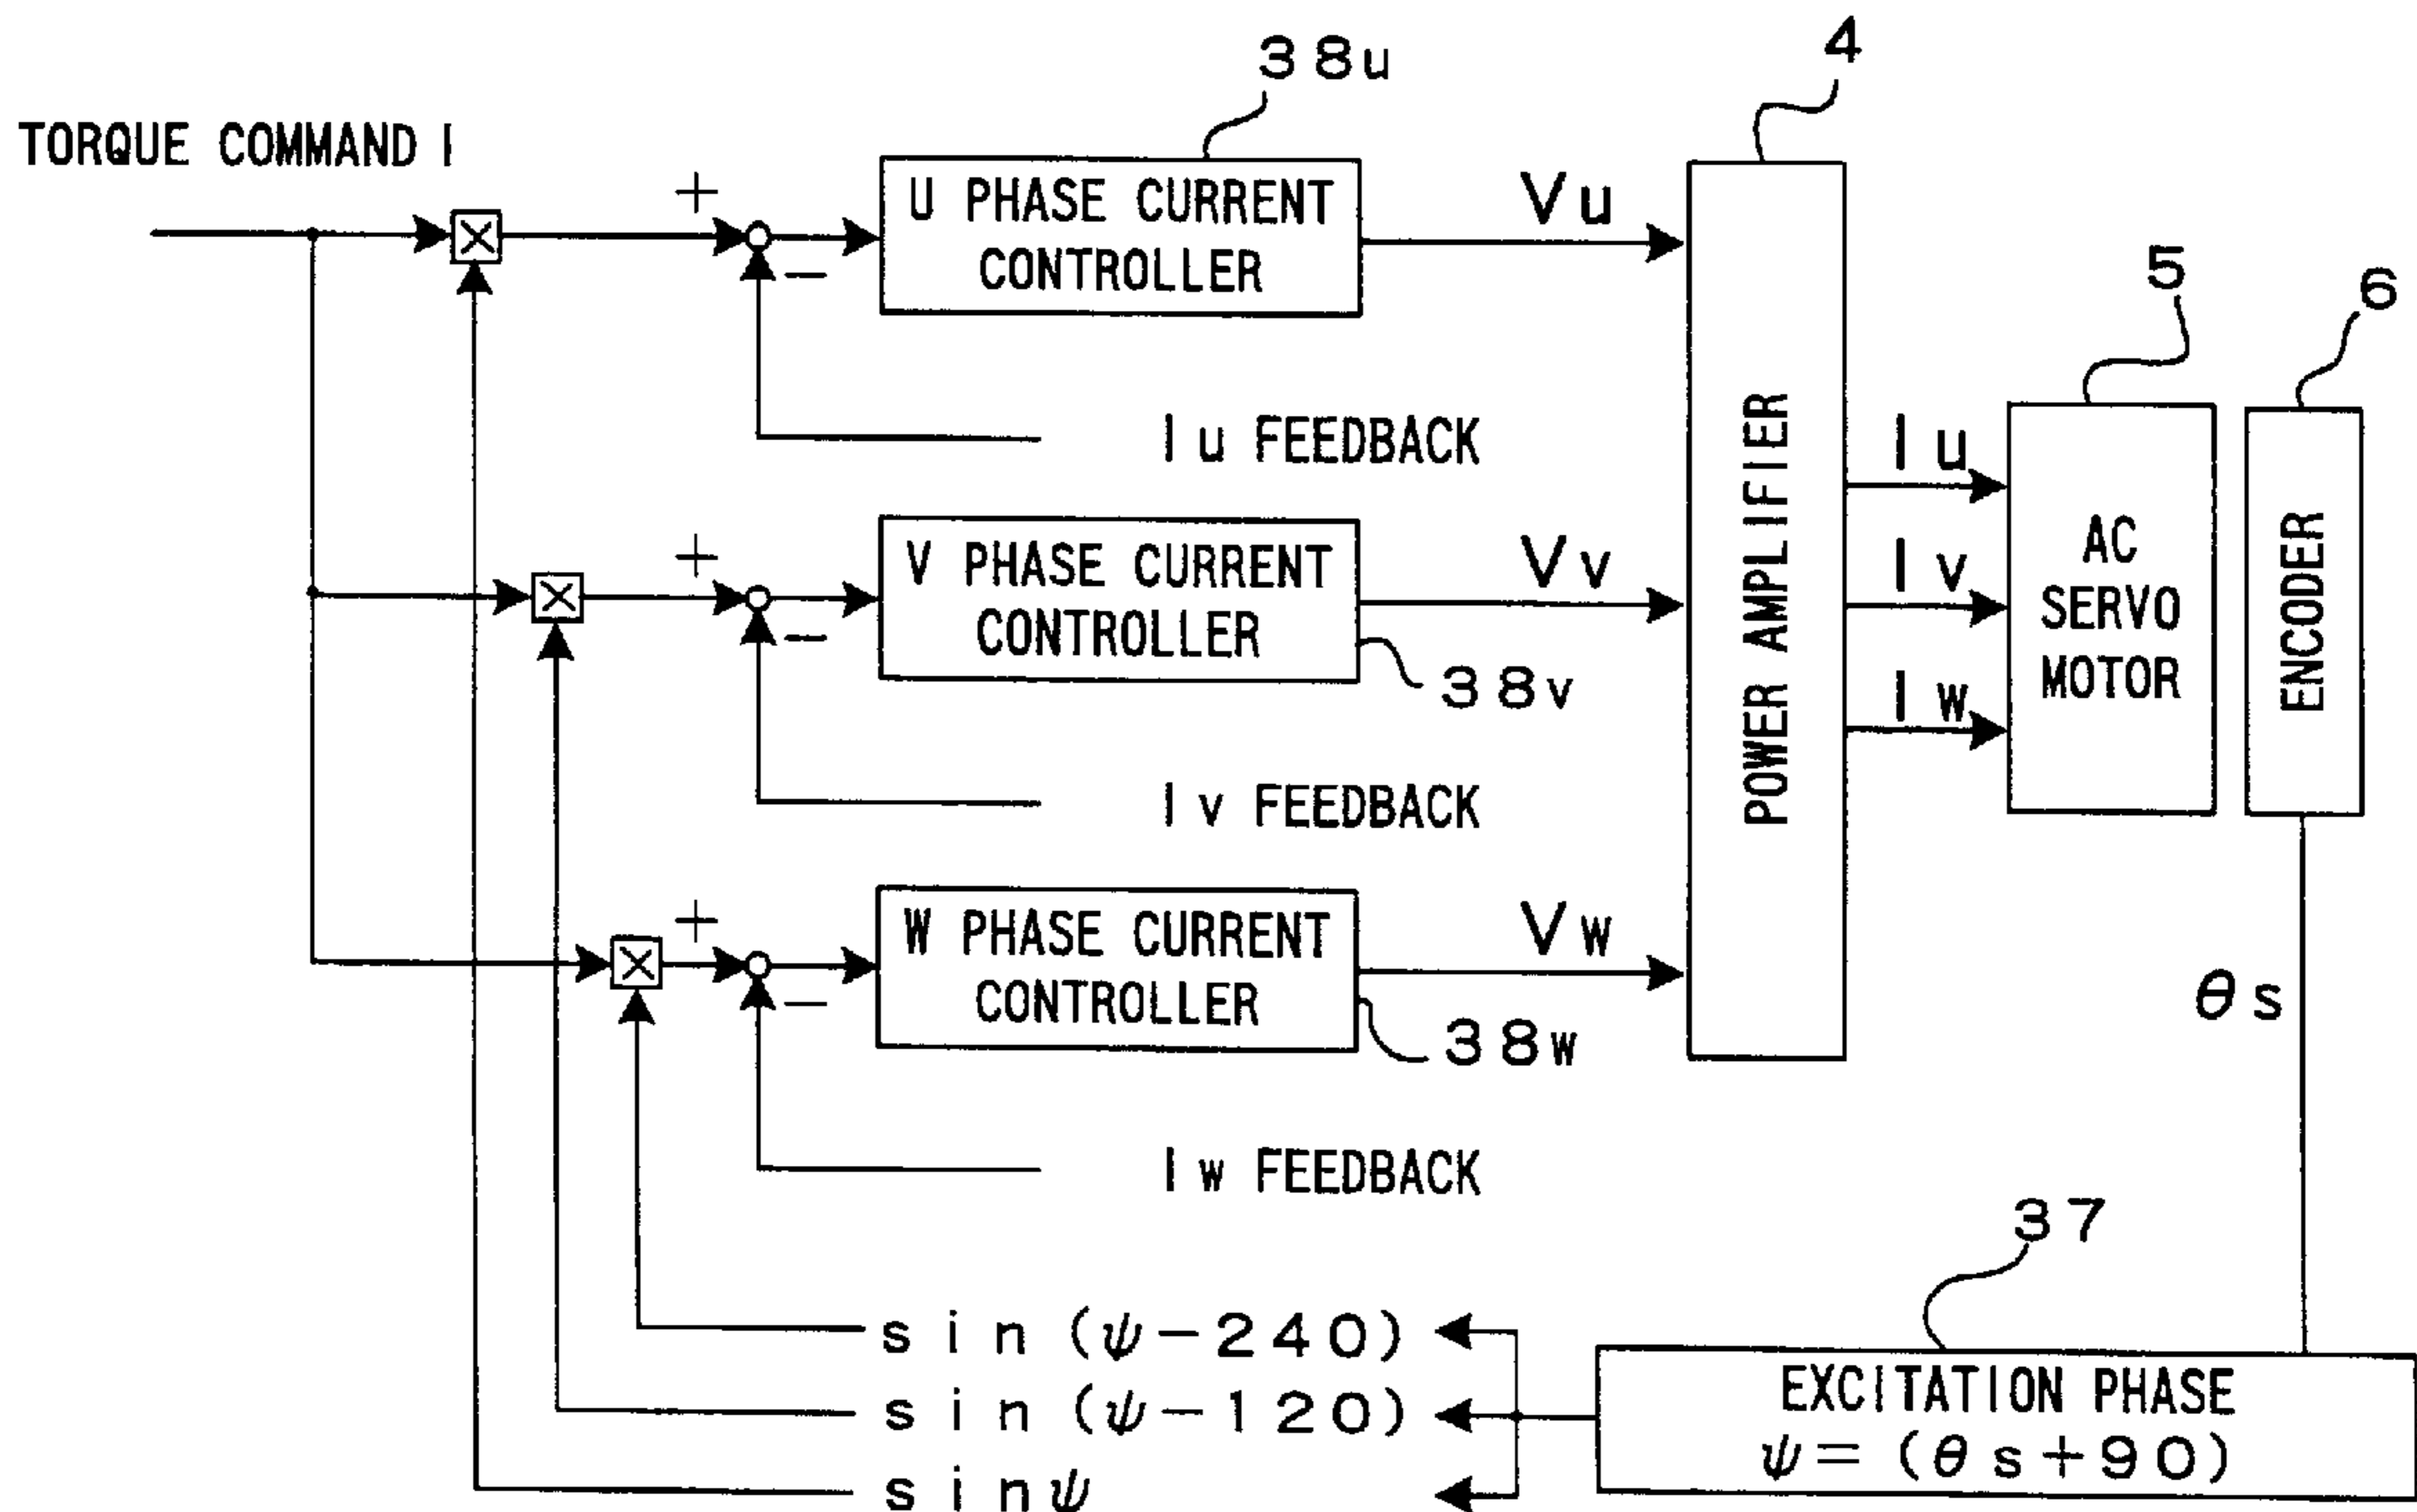 38u
4
TORQUE COMMAND I
+
U PHASE CURRENT
CONTROLLER
−
Vu
Iu FEEDBACK
5
6
POWER AMPLIFIER
Iu
Iv
Iw
AC
SERVO
MOTOR
ENCODER
+
V PHASE CURRENT
CONTROLLER
−
Vv
38v
Iv FEEDBACK
+
W PHASE CURRENT
CONTROLLER
−
Vw
38w
Iw FEEDBACK
θs
37
sin(ψ−240)
sin(ψ−120)
sinψ
EXCITATION PHASE
ψ=(θs+90)